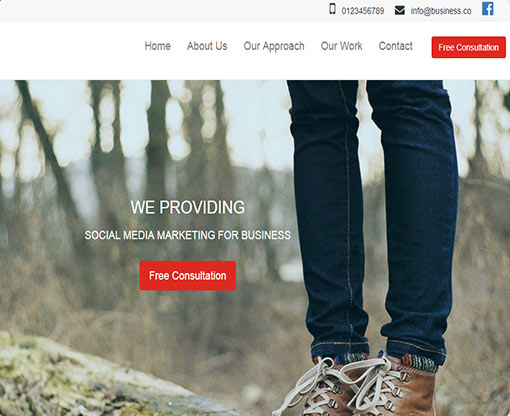 0123456789 info@business.co
Home About Us Our Approach Our Work Contact Free Consultation
WE PROVIDING
SOCIAL MEDIA MARKETING FOR BUSINESS
Free Consultation